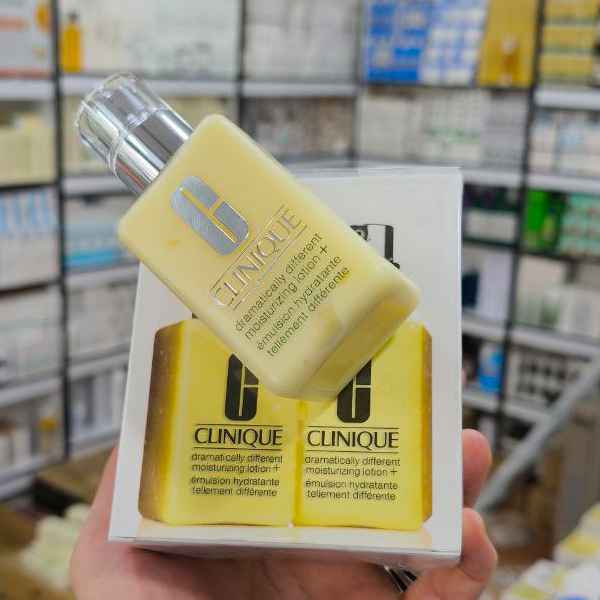 CLINIQUE
dramatically different
moisturizing lotion +
émulsion hydratante
tellement différente
CLINIQUE
dramatically different
moisturizing lotion +
émulsion hydratante
tellement différente
CLINIQUE
dramatically different
moisturizing lotion +
émulsion hydratante
tellement différente